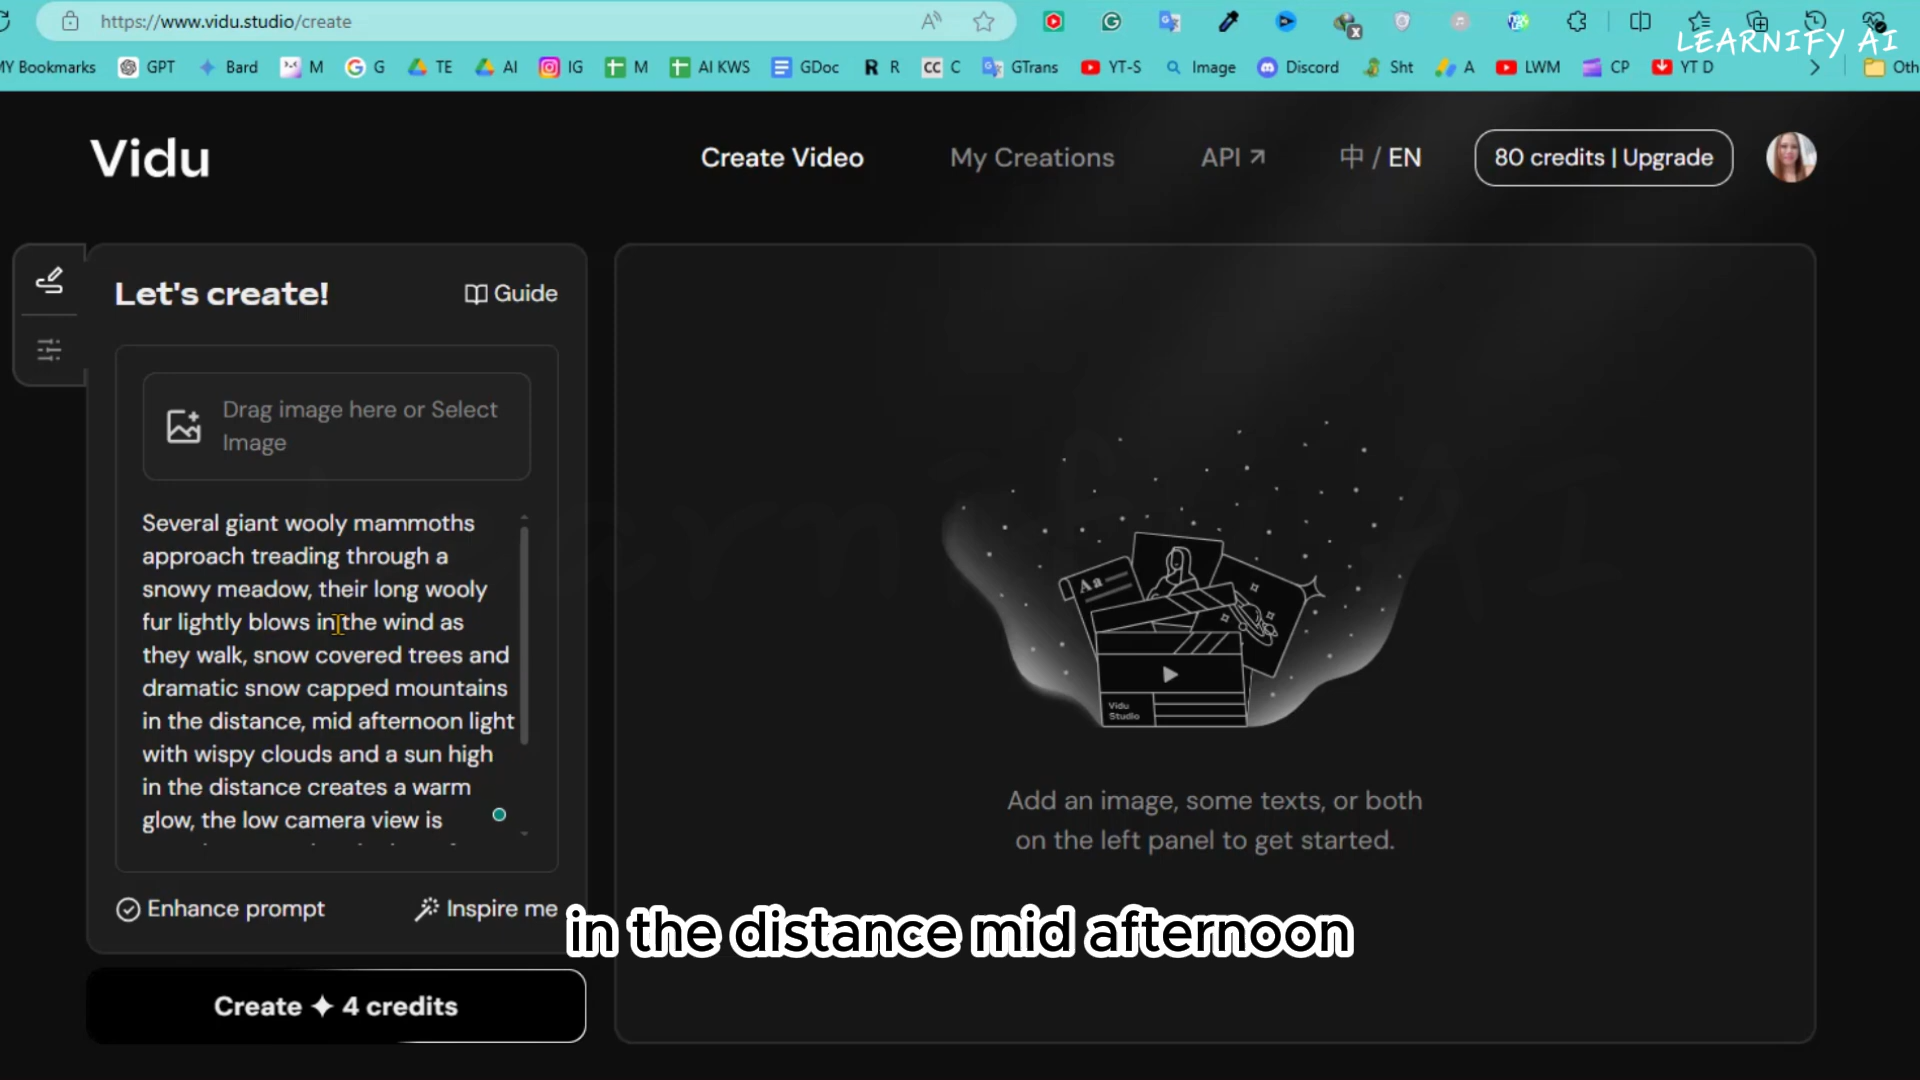 https://www.vidu.studio/create
LEARNIFY AI
MY Bookmarks GPT Bard M G TE AI IG M AI KWS GDoc R C GTrans YT-S Image Discord Sht A LWM CP YT D Oth
Vidu
Create Video My Creations API 中 / EN 80 credits | Upgrade
Let's create! Guide
Drag image here or Select
Image
Several giant wooly mammoths
approach treading through a
snowy meadow, their long wooly
fur lightly blows in the wind as
they walk, snow covered trees and
dramatic snow capped mountains
in the distance, mid afternoon light
with wispy clouds and a sun high
in the distance creates a warm
glow, the low camera view is
Enhance prompt Inspire me
Create 4 credits
Aa
Vidu
Studio
Add an image, some texts, or both
on the left panel to get started.
in the distance mid afternoon